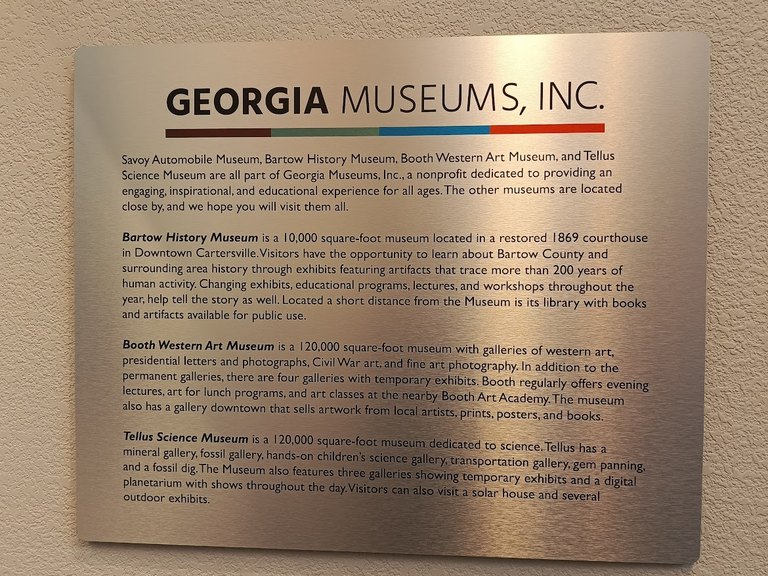 GEORGIA MUSEUMS, INC.
Savoy Automobile Museum, Bartow History Museum, Booth Western Art Museum, and Tellus
Science Museum are all part of Georgia Museums, Inc., a nonprofit dedicated to providing an
engaging, inspirational, and educational experience for all ages. The other museums are located
close by, and we hope you will visit them all.
Bartow History Museum is a 10,000 square-foot museum located in a restored 1869 courthouse
in Downtown Cartersville. Visitors have the opportunity to learn about Bartow County and
surrounding area history through exhibits featuring artifacts that trace more than 200 years of
human activity. Changing exhibits, educational programs, lectures, and workshops throughout the
year, help tell the story as well. Located a short distance from the Museum is its library with books
and artifacts available for public use.
Booth Western Art Museum is a 120,000 square-foot museum with galleries of western art,
presidential letters and photographs, Civil War art, and fine art photography. In addition to the
permanent galleries, there are four galleries with temporary exhibits. Booth regularly offers evening
lectures, art for lunch programs, and art classes at the nearby Booth Art Academy. The museum
also has a gallery downtown that sells artwork from local artists, prints, posters, and books.
Tellus Science Museum is a 120,000 square-foot museum dedicated to science. Tellus has a
mineral gallery, fossil gallery, hands-on children's science gallery, transportation gallery, gem panning,
and a fossil dig. The Museum also features three galleries showing temporary exhibits and a digital
planetarium with shows throughout the day. Visitors can also visit a solar house and several
outdoor exhibits.